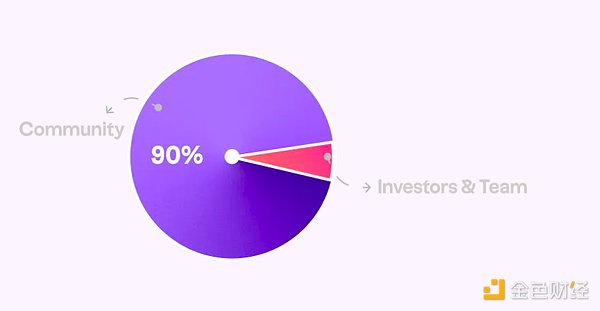 Community
90%
Investors & Team
金色财经